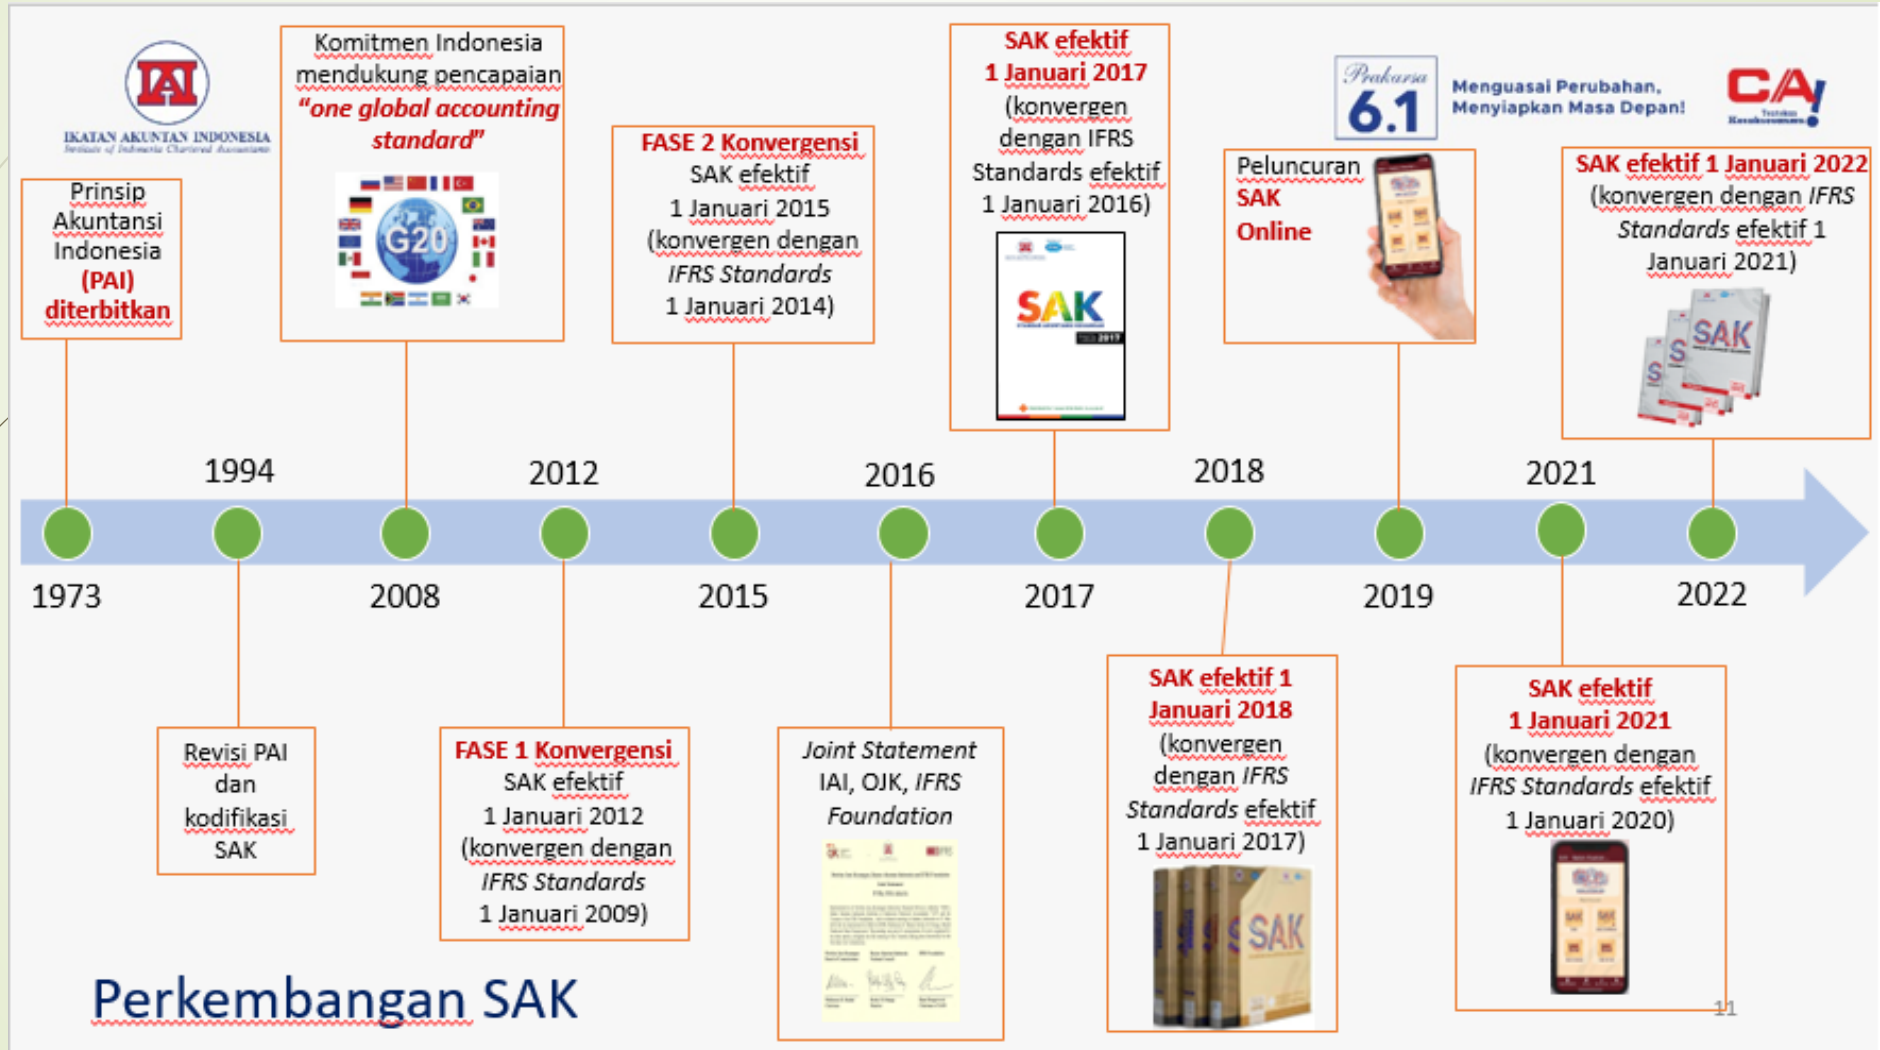 IAI
IKATAN AKUNTAN INDONESIA
Institute of Indonesia Chartered Accountants
Prinsip
Akuntansi
Indonesia
(PAI)
diterbitkan
Komitmen Indonesia
mendukung pencapaian
“one global accounting
standard”
G20
FASE 2 Konvergensi
SAK efektif
1 Januari 2015
(konvergen dengan
IFRS Standards
1 Januari 2014)
SAK efektif
1 Januari 2017
(konvergen
dengan IFRS
Standards efektif
1 Januari 2016)
SAK
2017
Prakarsa
6.1
Menguasai Perubahan,
Menyiapkan Masa Depan!
CA!
Peluncuran
SAK
Online
SAK efektif 1 Januari 2022
(konvergen dengan IFRS
Standards efektif 1
Januari 2021)
SAK
1994
2012
2016
2018
2021
1973
2008
2015
2017
2019
2022
Revisi PAI
dan
kodifikasi
SAK
FASE 1 Konvergensi
SAK efektif
1 Januari 2012
(konvergen dengan
IFRS Standards
1 Januari 2009)
Joint Statement
IAI, OJK, IFRS
Foundation
SAK efektif 1
Januari 2018
(konvergen
dengan IFRS
Standards efektif
1 Januari 2017)
SAK
SAK efektif
1 Januari 2021
(konvergen dengan
IFRS Standards efektif
1 Januari 2020)
Perkembangan SAK
11